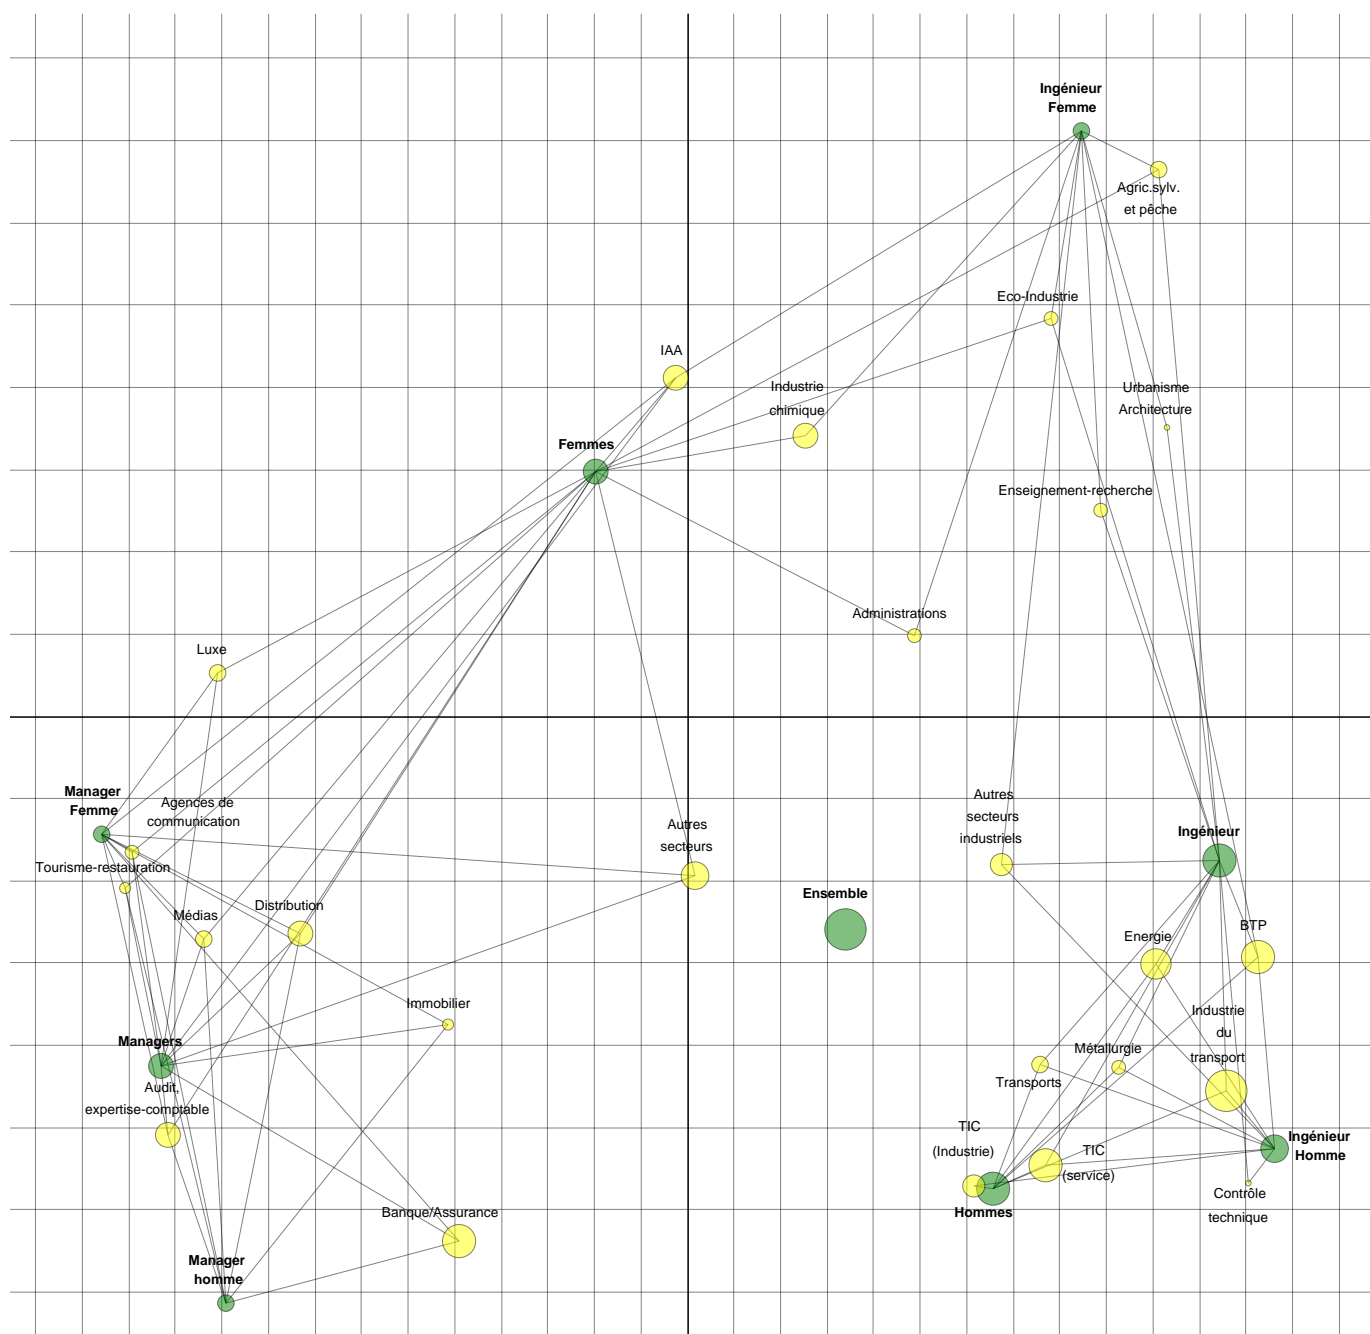 Ingénieur
Femme
Agric.sylv.
et pêche
Eco-Industrie
IAA
Industrie
chimique
Urbanisme
Architecture
Femmes
Enseignement-recherche
Administrations
Luxe
Manager
Femme
Agences de
communication
Tourisme-restauration
Autres
secteurs
Autres
secteurs
industriels
Ingénieur
Ensemble
Médias
Distribution
Energie
BTP
Immobilier
Industrie
du
transport
Managers
Métallurgie
Transports
Audit,
expertise-comptable
TIC
(Industrie)
TIC
(service)
Ingénieur
Homme
Hommes
Contrôle
technique
Banque/Assurance
Manager
homme